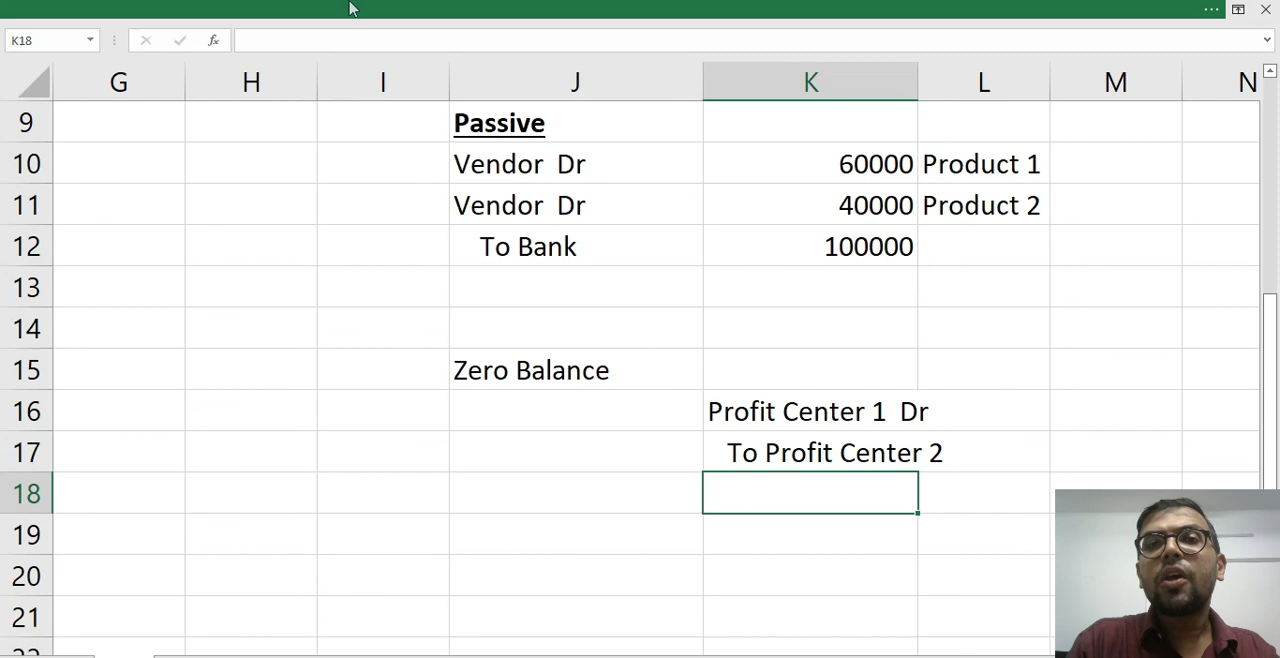 K18
fx
G H I J K L M N
9 Passive
10 Vendor Dr 60000 Product 1
11 Vendor Dr 40000 Product 2
12 To Bank 100000
13
14
15 Zero Balance
16 Profit Center 1 Dr
17 To Profit Center 2
18
19
20
21
22